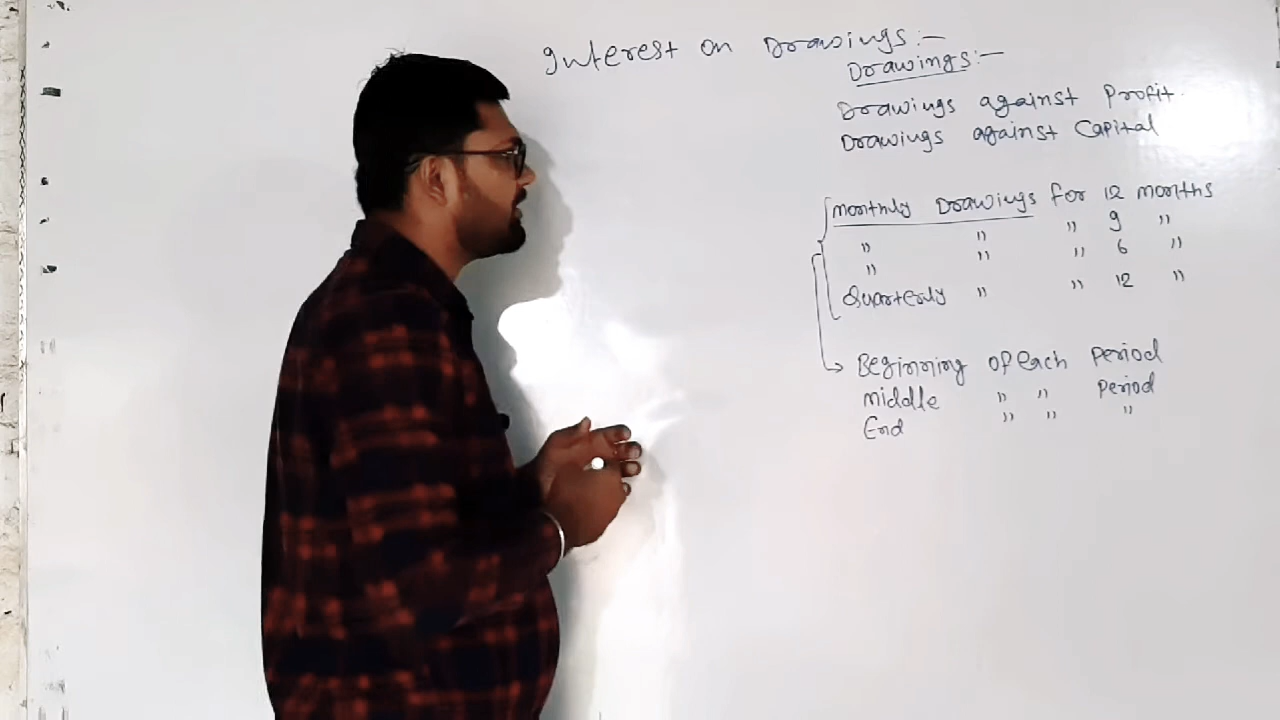 Interest on Drawings :-
Drawings :-
Drawings against Profit.
Drawings against Capital
monthly Drawings for 12 months
" " " 9 "
" " " 6 "
Quarterly " " 12 "
Beginning of each period
middle " " Period
End " " "